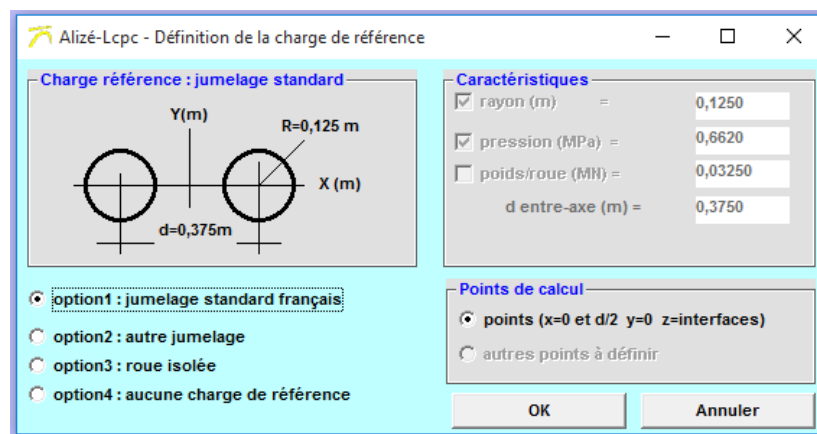 Alizé-Lcpc - Définition de la charge de référence
Charge référence : jumelage standard
Y(m)
R=0,125 m
X (m)
d=0,375m
Caractéristiques
rayon (m) = 0,1250
pression (MPa) = 0,6620
poids/roue (MN) = 0,03250
d entre-axe (m) = 0,3750
option1 : jumelage standard français
option2 : autre jumelage
option3 : roue isolée
option4 : aucune charge de référence
Points de calcul
points (x=0 et d/2 y=0 z=interfaces)
autres points à définir
OK
Annuler